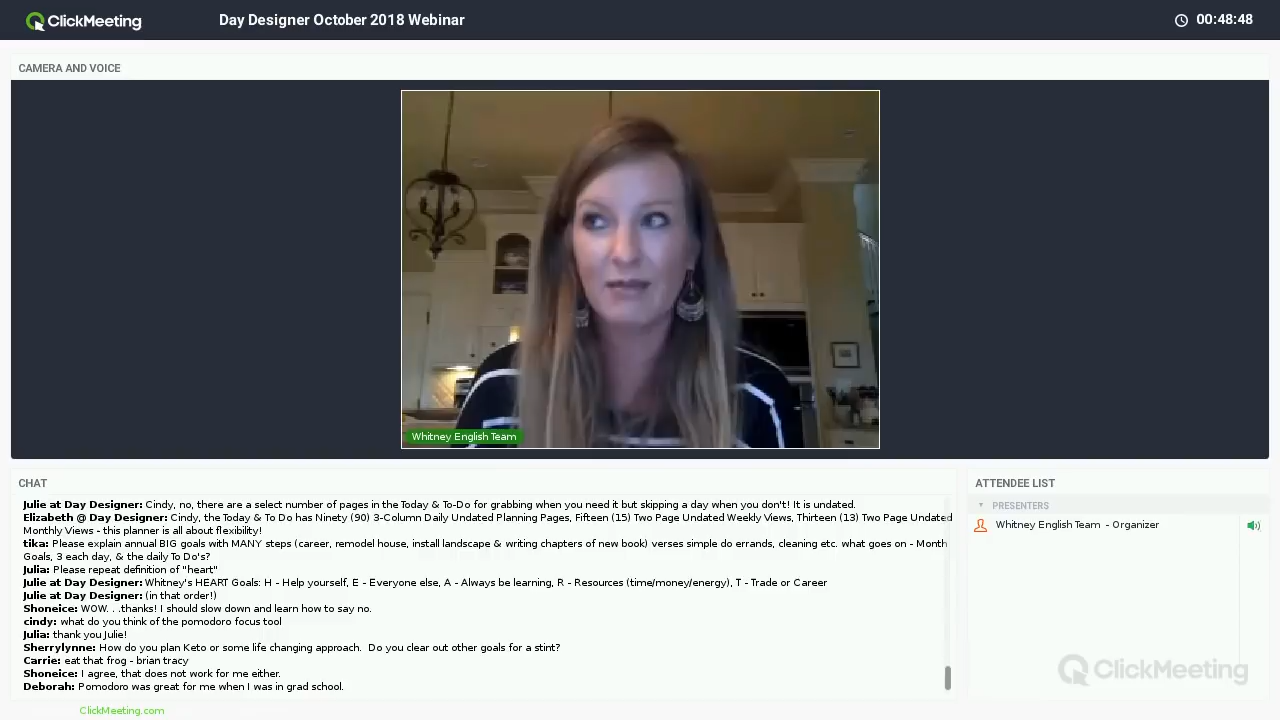 ClickMeeting
Day Designer October 2018 Webinar
00:48:48
CAMERA AND VOICE
Whitney English Team
CHAT
Julie at Day Designer: Cindy, no, there are a select number of pages in the Today & To-Do for grabbing when you need it but skipping a day when you don't! It is undated.
Elizabeth @ Day Designer: Cindy, the Today & To Do has Ninety (90) 3-Column Daily Undated Planning Pages, Fifteen (15) Two Page Undated Weekly Views, Thirteen (13) Two Page Undated
Monthly Views - this planner is all about flexibility!
tika: Please explain annual BIG goals with MANY steps (career, remodel house, install landscape & writing chapters of new book) verses simple do errands, cleaning etc. what goes on - Month
Goals, 3 each day, & the daily To Do's?
Julia: Please repeat definition of "heart"
Julie at Day Designer: Whitney's HEART Goals: H - Help yourself, E - Everyone else, A - Always be learning, R - Resources (time/money/energy), T - Trade or Career
Julie at Day Designer: (in that order!)
Shoneice: WOW. . .thanks! I should slow down and learn how to say no.
cindy: what do you think of the pomodoro focus tool
Julia: thank you Julie!
Sherrylynne: How do you plan Keto or some life changing approach.  Do you clear out other goals for a stint?
Carrie: eat that frog - brian tracy
Shoneice: I agree, that does not work for me either.
Deborah: Pomodoro was great for me when I was in grad school.
ATTENDEE LIST
PRESENTERS
Whitney English Team - Organizer
ClickMeeting
ClickMeeting.com